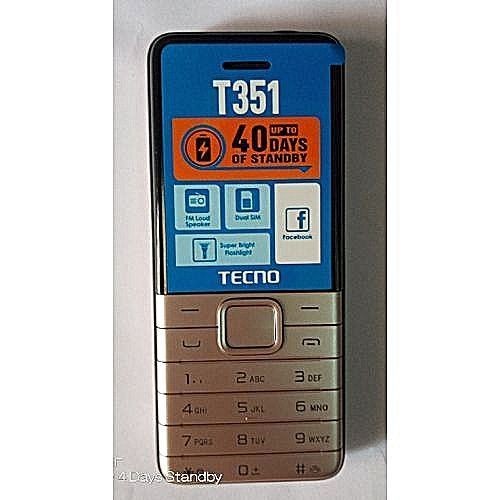 T351
40 UP TO
DAYS
OF STANDBY
FM Loud
Speaker
Dual SIM
f
Facebook
Super Bright
Flashlight
TECNO
1 . ,
2 ABC
3 DEF
4 GHI
5 JKL
6 MNO
7 PQRS
8 TUV
9 WXYZ
0
#
4 Days Standby